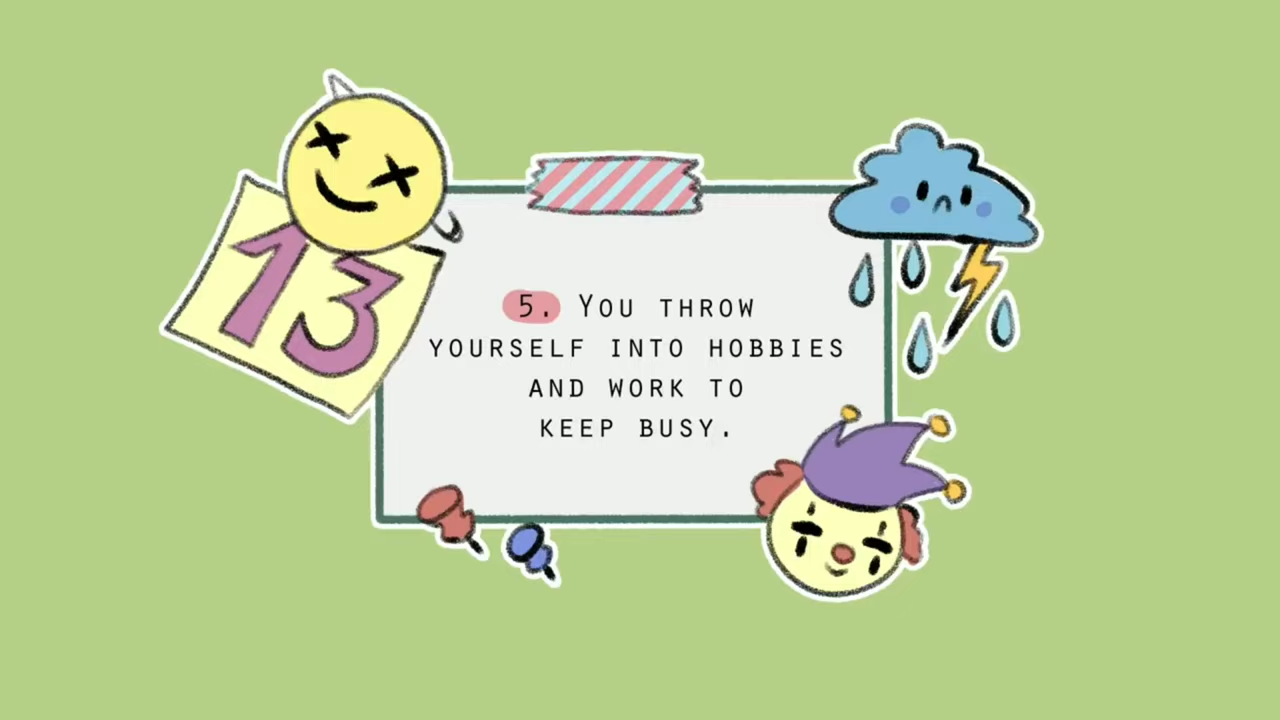 13
5. YOU THROW
YOURSELF INTO HOBBIES
AND WORK TO
KEEP BUSY.